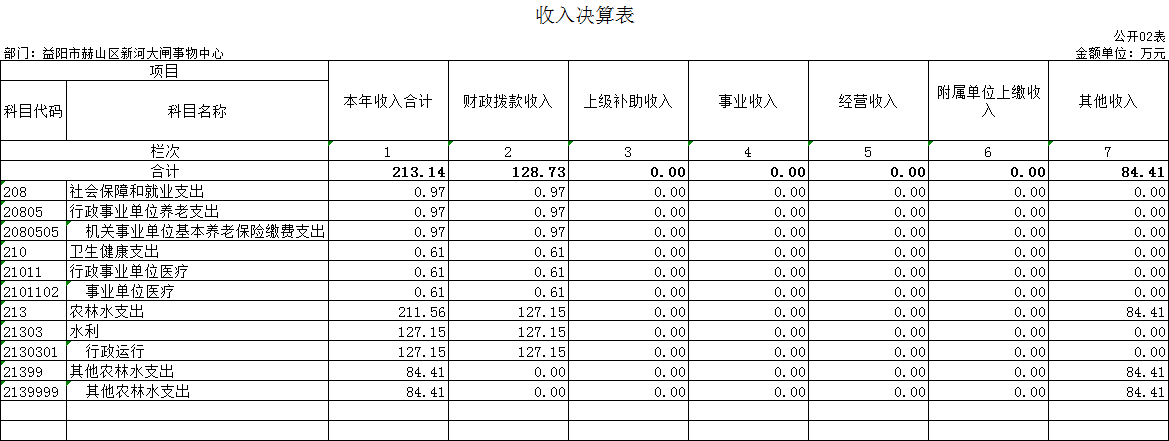 收入决算表
公开02表
部门：益阳市赫山区新河大闸事物中心 金额单位：万元
项目 本年收入合计 财政拨款收入 上级补助收入 事业收入 经营收入 附属单位上缴收入 其他收入
科目代码 科目名称
栏次 1 2 3 4 5 6 7
合计 213.14 128.73 0.00 0.00 0.00 0.00 84.41
208 社会保障和就业支出 0.97 0.97 0.00 0.00 0.00 0.00 0.00
20805 行政事业单位养老支出 0.97 0.97 0.00 0.00 0.00 0.00 0.00
2080505 机关事业单位基本养老保险缴费支出 0.97 0.97 0.00 0.00 0.00 0.00 0.00
210 卫生健康支出 0.61 0.61 0.00 0.00 0.00 0.00 0.00
21011 行政事业单位医疗 0.61 0.61 0.00 0.00 0.00 0.00 0.00
2101102 事业单位医疗 0.61 0.61 0.00 0.00 0.00 0.00 0.00
213 农林水支出 211.56 127.15 0.00 0.00 0.00 0.00 84.41
21303 水利 127.15 127.15 0.00 0.00 0.00 0.00 0.00
2130301 行政运行 127.15 127.15 0.00 0.00 0.00 0.00 0.00
21399 其他农林水支出 84.41 0.00 0.00 0.00 0.00 0.00 84.41
2139999 其他农林水支出 84.41 0.00 0.00 0.00 0.00 0.00 84.41